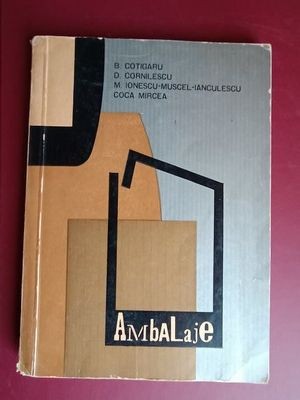 B. COTIGARU
D. CORNILESCU
M. IONESCU-MUSCEL-IANCULESCU
COCA MIRCEA
AMbALajE